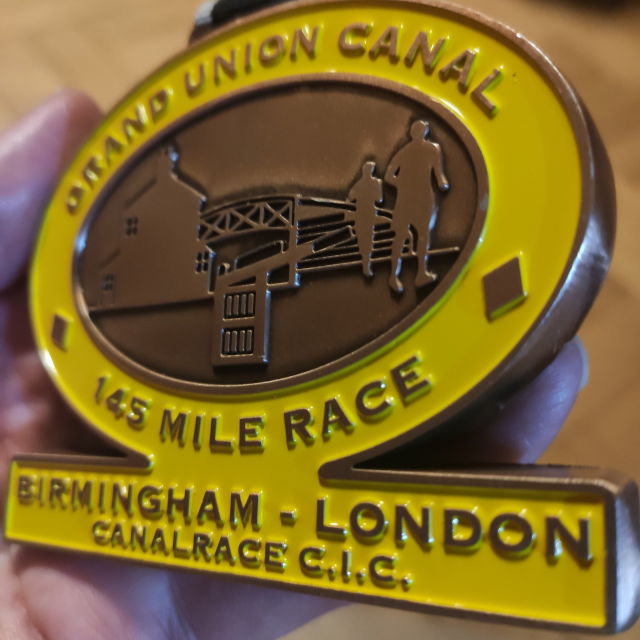 GRAND UNION CANAL
145 MILE RACE
BIRMINGHAM - LONDON
CANALRACE C.I.C.